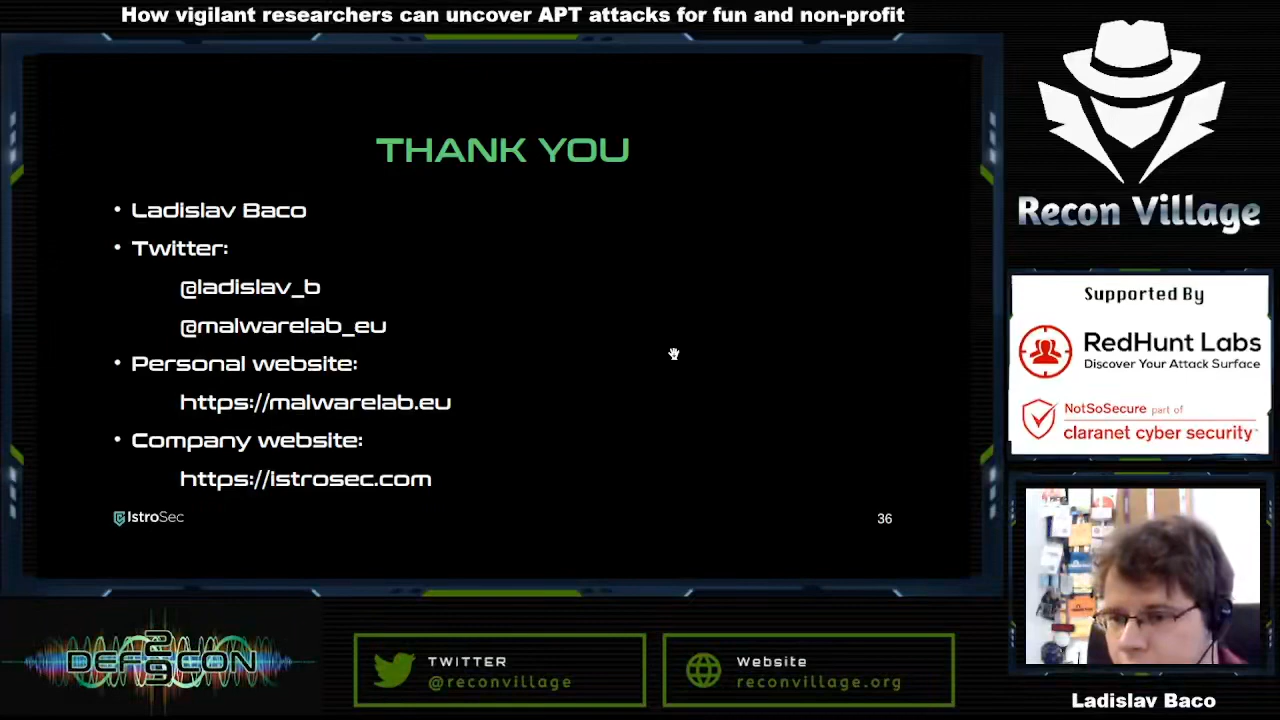 How vigilant researchers can uncover APT attacks for fun and non-profit
THANK YOU
• Ladislav Baco
• Twitter:
@ladislav_b
@malwarelab_eu
• Personal website:
https://malwarelab.eu
• Company website:
https://istrosec.com
IstroSec
36
Recon Village
Supported By
RedHunt Labs
Discover Your Attack Surface
NotSoSecure part of
claranet cyber security
DEF CON
29
TWITTER
@reconvillage
Website
reconvillage.org
Ladislav Baco